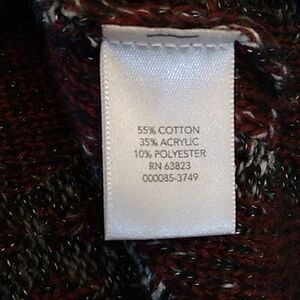 55% COTTON
35% ACRYLIC
10% POLYESTER
RN 63823
000085-3749